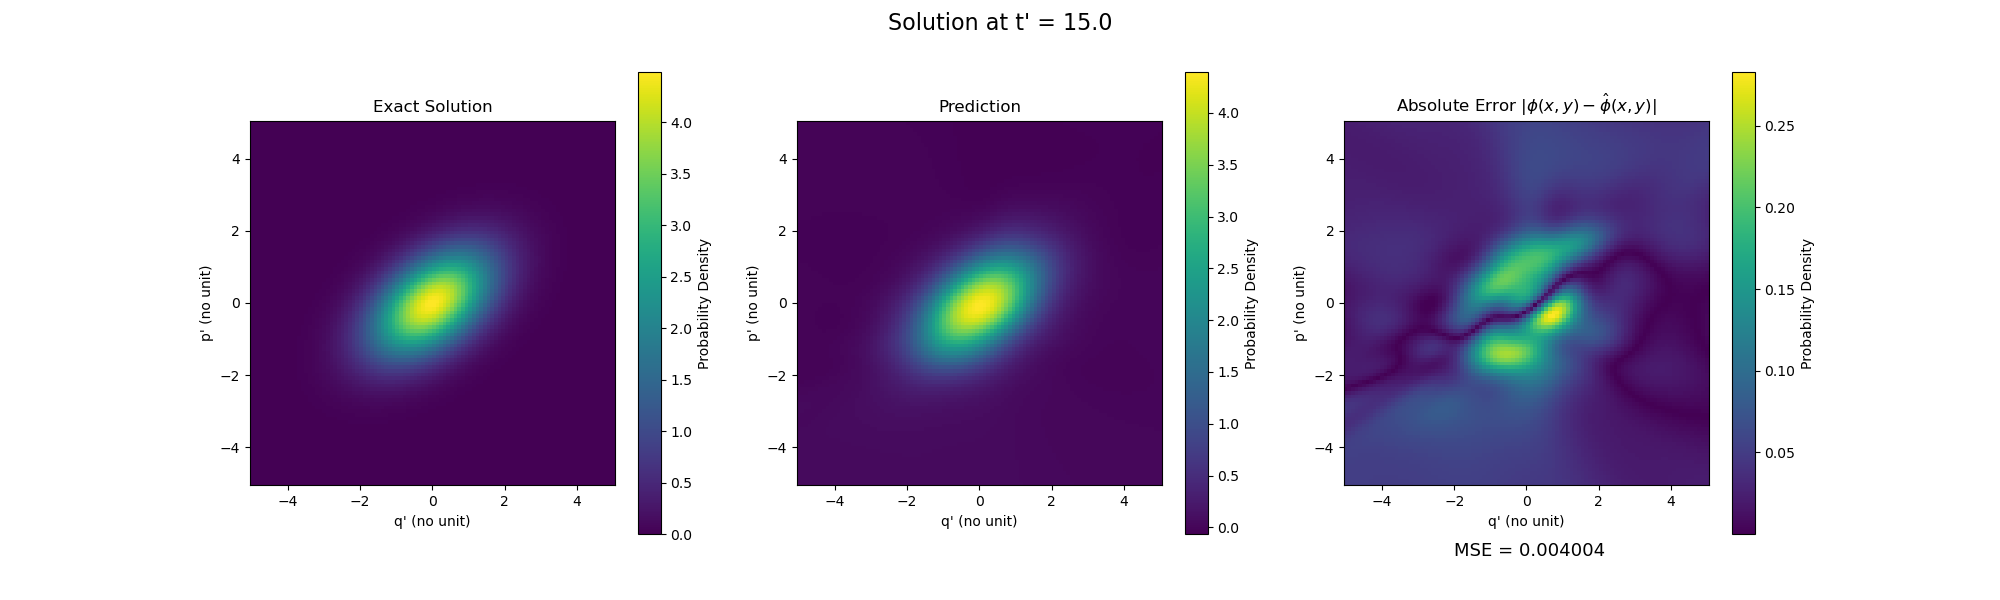 Solution at t' = 15.0
Exact Solution
4
2
0
−2
−4
p' (no unit)
−4 −2 0 2 4
q' (no unit)
4.0
3.5
3.0
2.5
2.0
1.5
1.0
0.5
0.0
Probability Density
Prediction
4
2
0
−2
−4
p' (no unit)
−4 −2 0 2 4
q' (no unit)
4.0
3.5
3.0
2.5
2.0
1.5
1.0
0.5
0.0
Probability Density
Absolute Error |ϕ(x, y) − ϕ̂(x, y)|
4
2
0
−2
−4
p' (no unit)
−4 −2 0 2 4
q' (no unit)
0.25
0.20
0.15
0.10
0.05
Probability Density
MSE = 0.004004